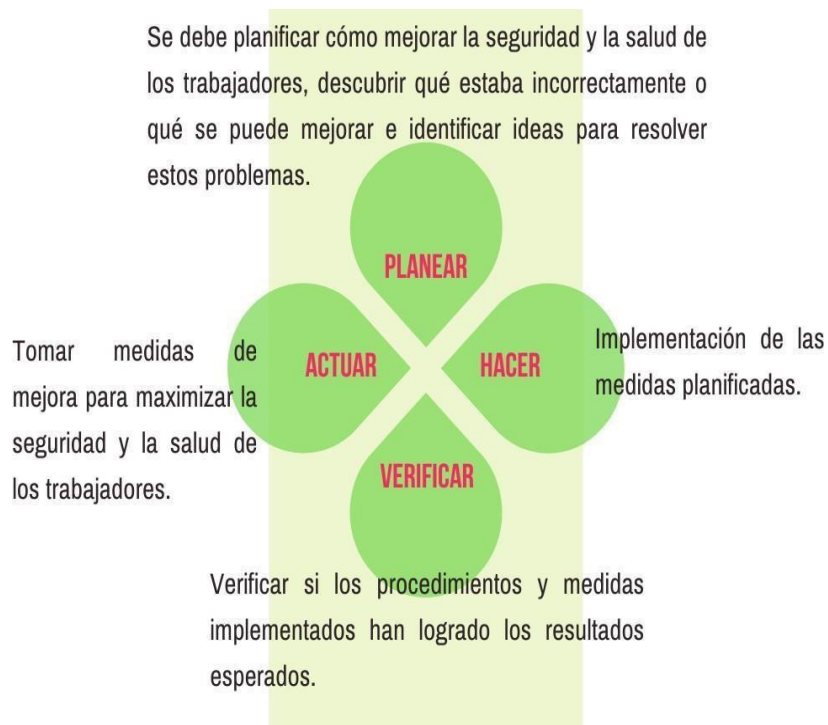 Se debe planificar cómo mejorar la seguridad y la salud de
los trabajadores, descubrir qué estaba incorrectamente o
qué se puede mejorar e identificar ideas para resolver
estos problemas.
PLANEAR
Tomar medidas de
mejora para maximizar la
seguridad y la salud de
los trabajadores.
ACTUAR
HACER
Implementación de las
medidas planificadas.
VERIFICAR
Verificar si los procedimientos y medidas
implementados han logrado los resultados
esperados.